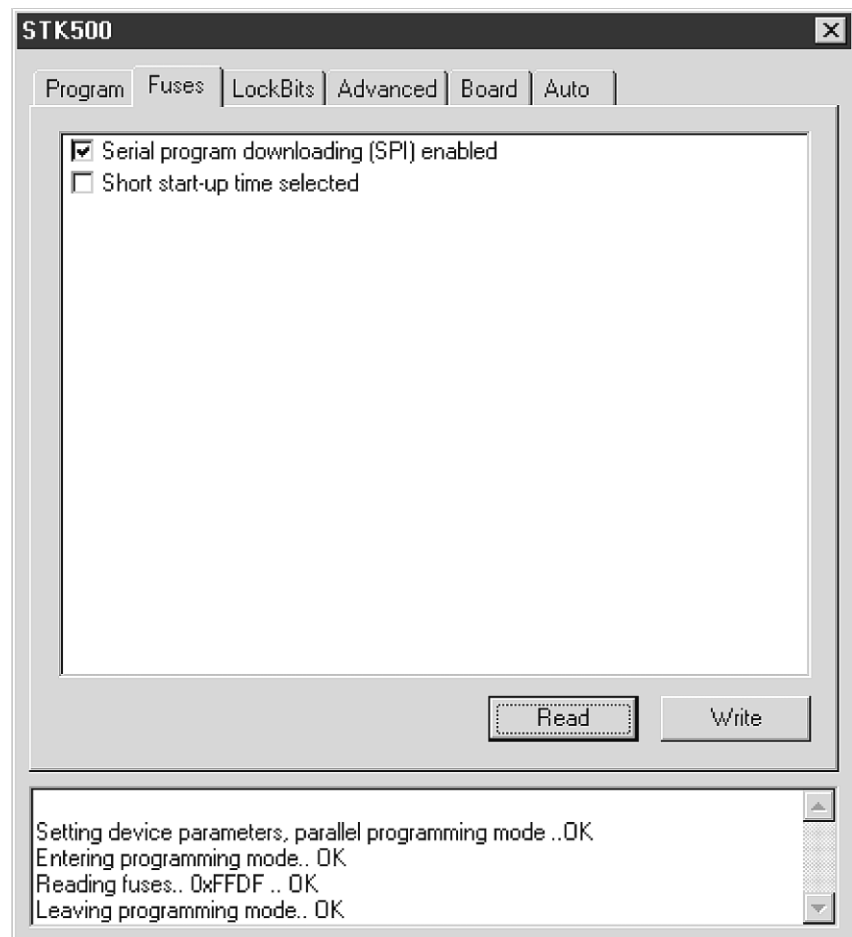 STK500
Program Fuses LockBits Advanced Board Auto
Serial program downloading (SPI) enabled
Short start-up time selected
Read Write
Setting device parameters, parallel programming mode ..OK
Entering programming mode.. OK
Reading fuses.. 0xFFDF .. OK
Leaving programming mode.. OK